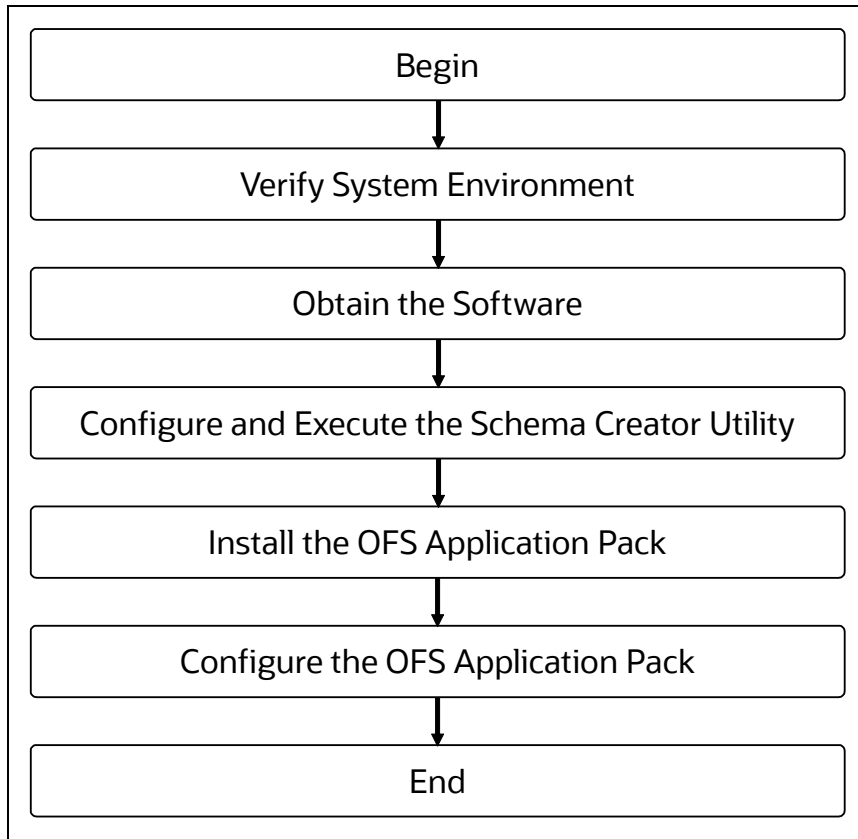 Begin
Verify System Environment
Obtain the Software
Configure and Execute the Schema Creator Utility
Install the OFS Application Pack
Configure the OFS Application Pack
End